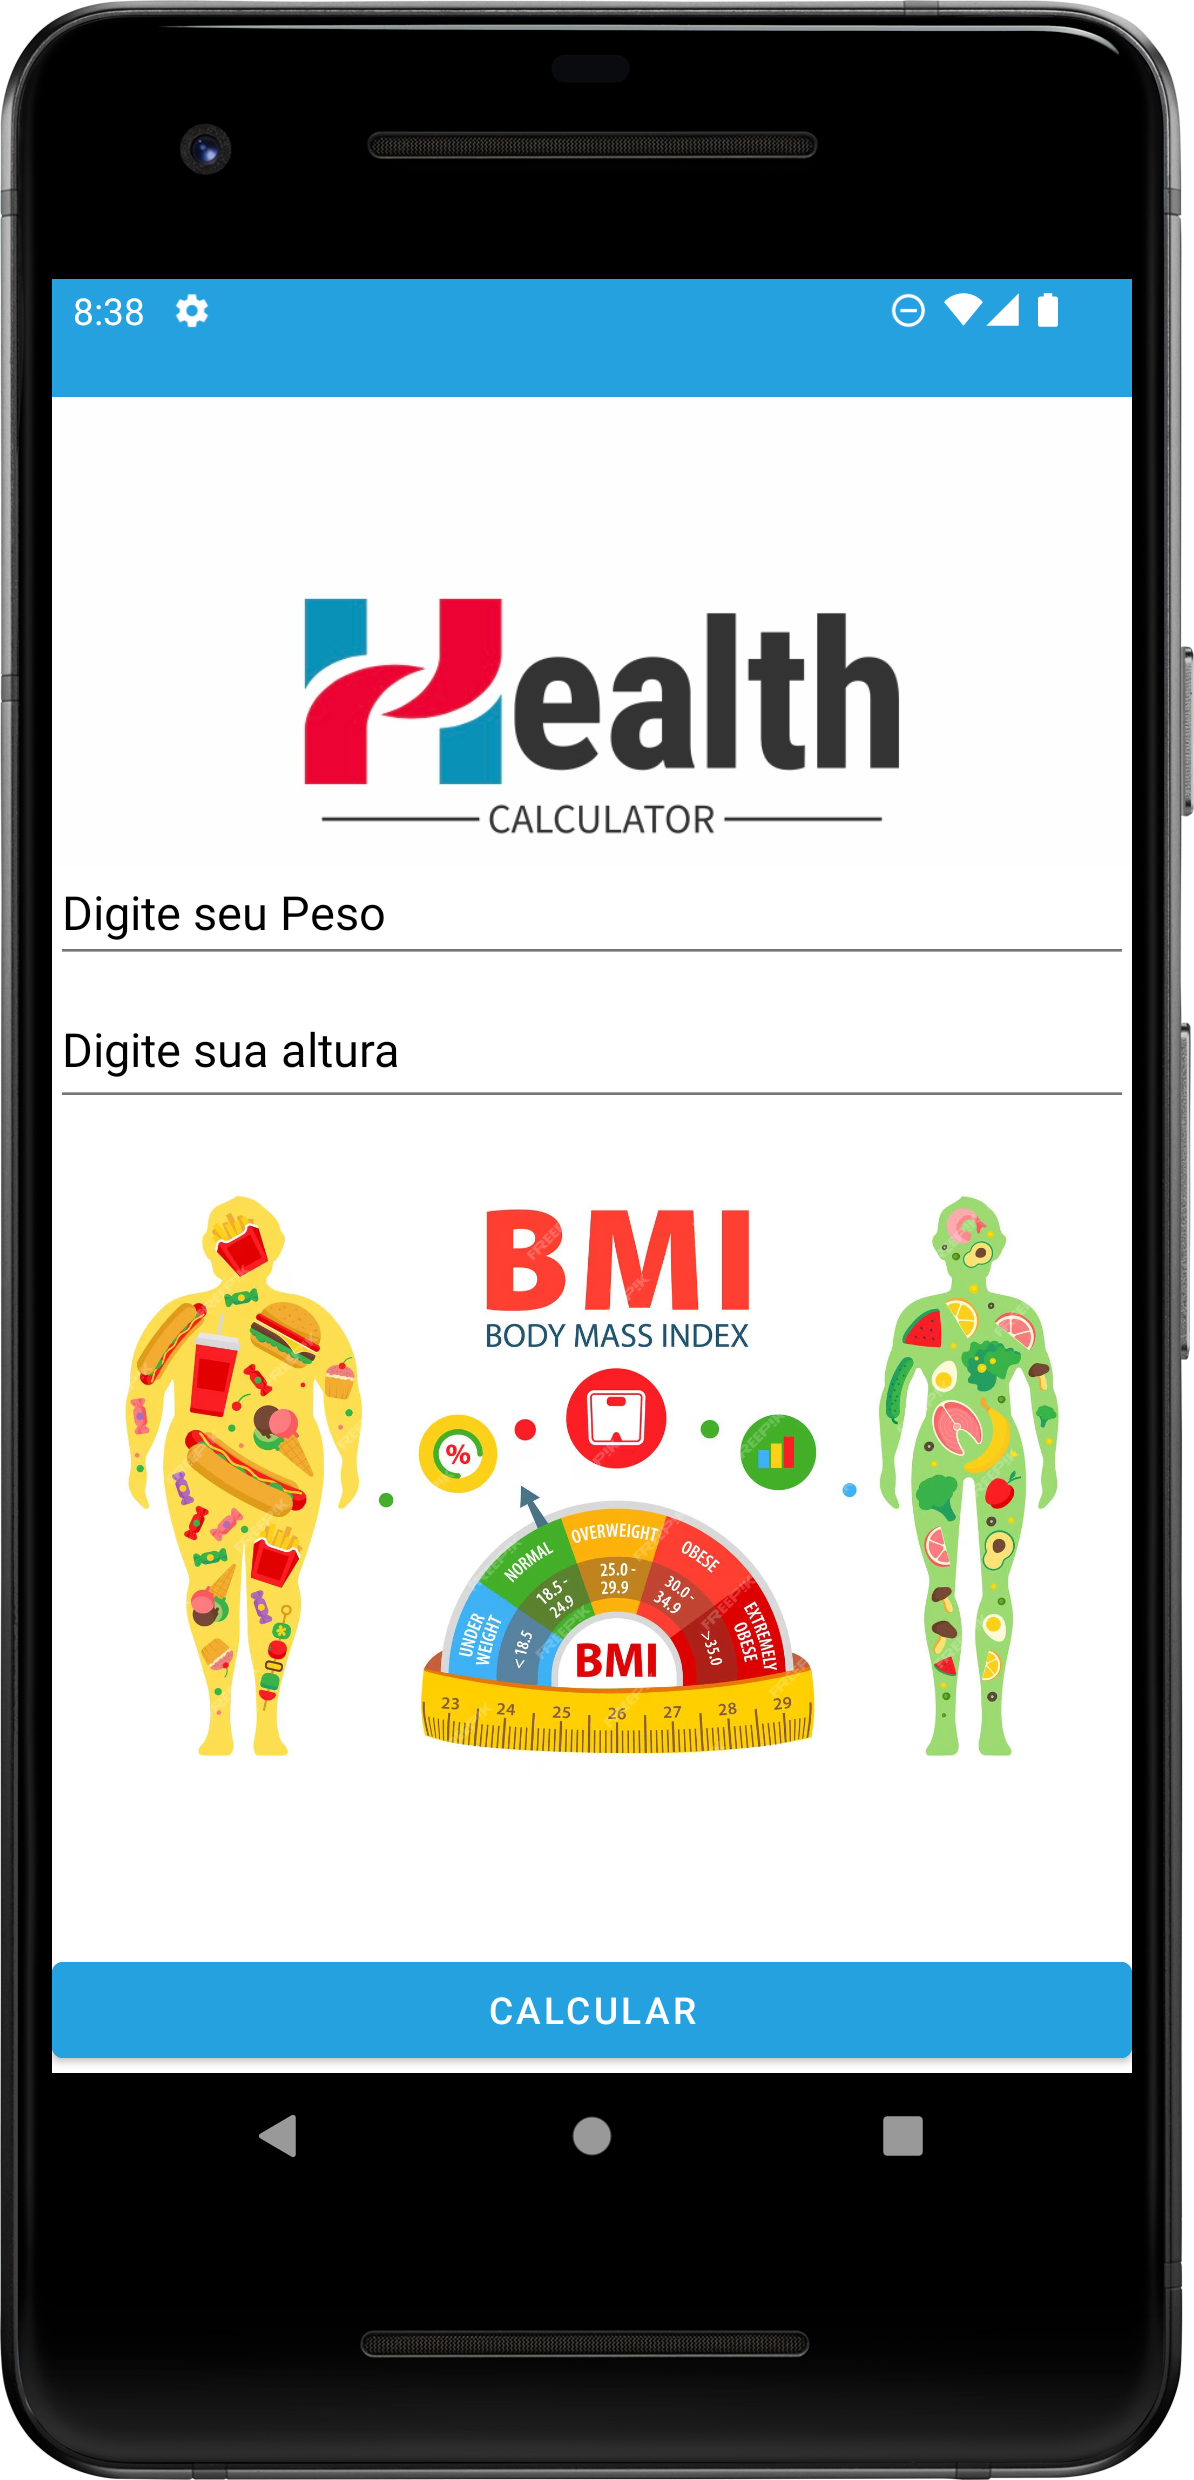 8:38
Health
CALCULATOR
Digite seu Peso
Digite sua altura
BMI
BODY MASS INDEX
%
UNDER WEIGHT
NORMAL
OVERWEIGHT
OBESE
EXTREMELY OBESE
< 18.5
18.5 - 24.9
25.0 - 29.9
30.0 - 34.9
>35.0
BMI
23 24 25 26 27 28 29
CALCULAR
FREEPIK